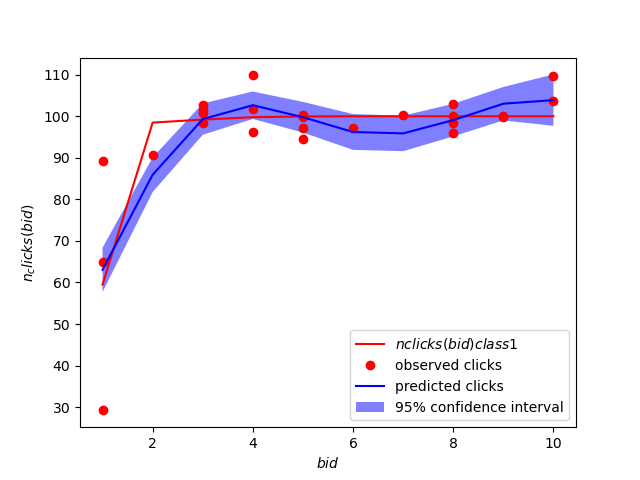 110
100
90
80
70
60
50
40
30
n_clicks(bid)
nclicks(bid)class1
observed clicks
predicted clicks
95% confidence interval
2
4
6
8
10
bid